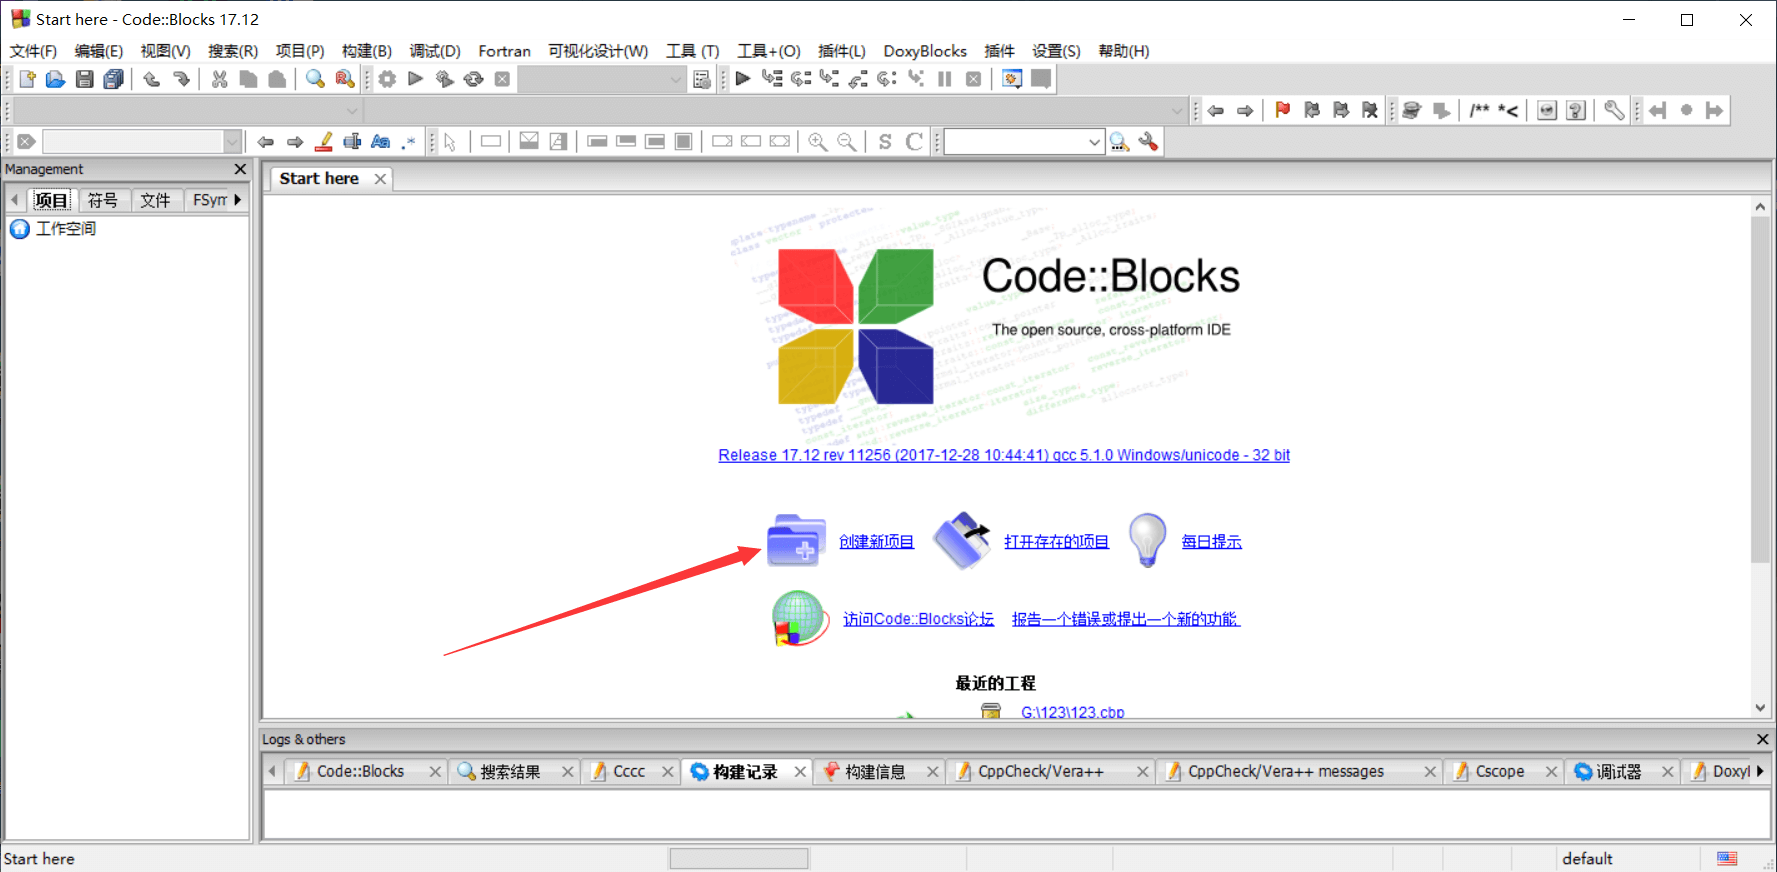 Start here - Code::Blocks 17.12
文件(F) 编辑(E) 视图(V) 搜索(R) 项目(P) 构建(B) 调试(D) Fortran 可视化设计(W) 工具 (T) 工具+(O) 插件(L) DoxyBlocks 插件 设置(S) 帮助(H)
/** *<
Aa .*
S C
Management
Start here
项目 符号 文件 FSym
工作空间
Code::Blocks
The open source, cross-platform IDE
Release 17.12 rev 11256 (2017-12-28 10:44:41) gcc 5.1.0 Windows/unicode - 32 bit
创建新项目 打开存在的项目 每日提示
访问Code::Blocks论坛 报告一个错误或提出一个新的功能
最近的工程
G:\123\123.cbp
Logs & others
Code::Blocks 搜索结果 Cccc 构建记录 构建信息 CppCheck/Vera++ CppCheck/Vera++ messages Cscope 调试器 Doxyl
Start here default